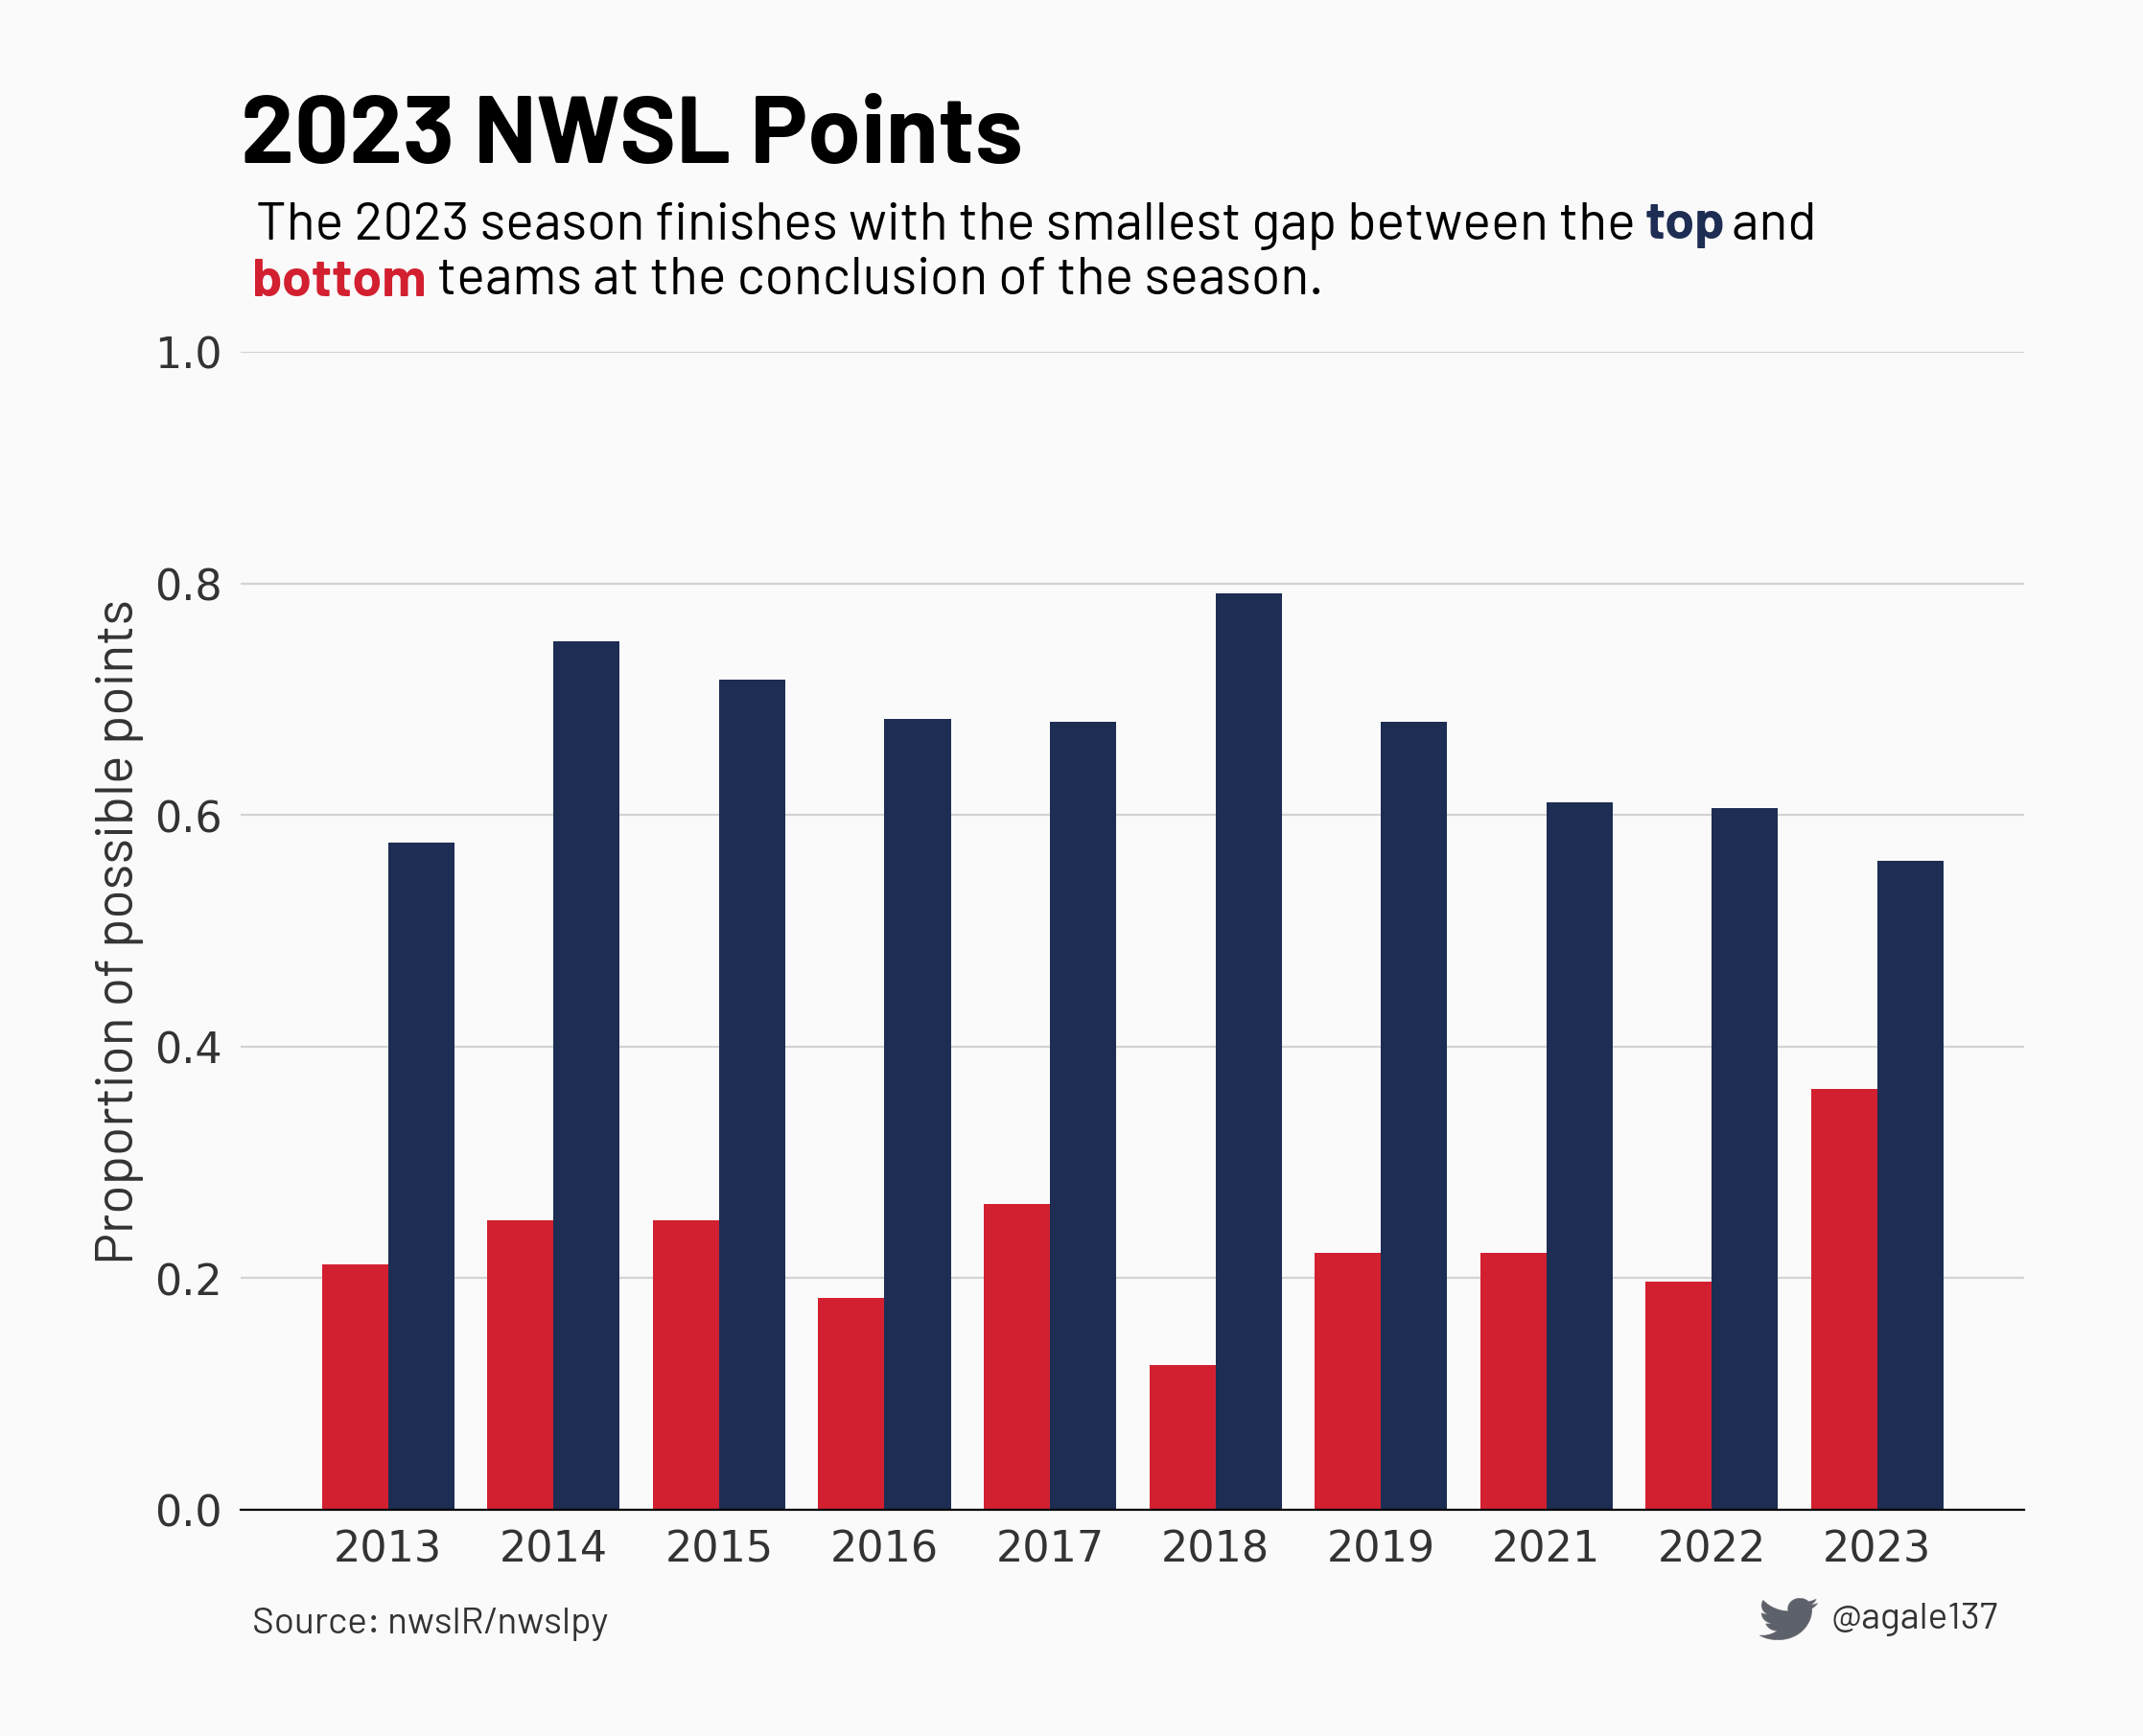 2023 NWSL Points
The 2023 season finishes with the smallest gap between the top and
bottom teams at the conclusion of the season.
Proportion of possible points
1.0
0.8
0.6
0.4
0.2
0.0
2013 2014 2015 2016 2017 2018 2019 2021 2022 2023
Source: nwslR/nwslpy
@agale137